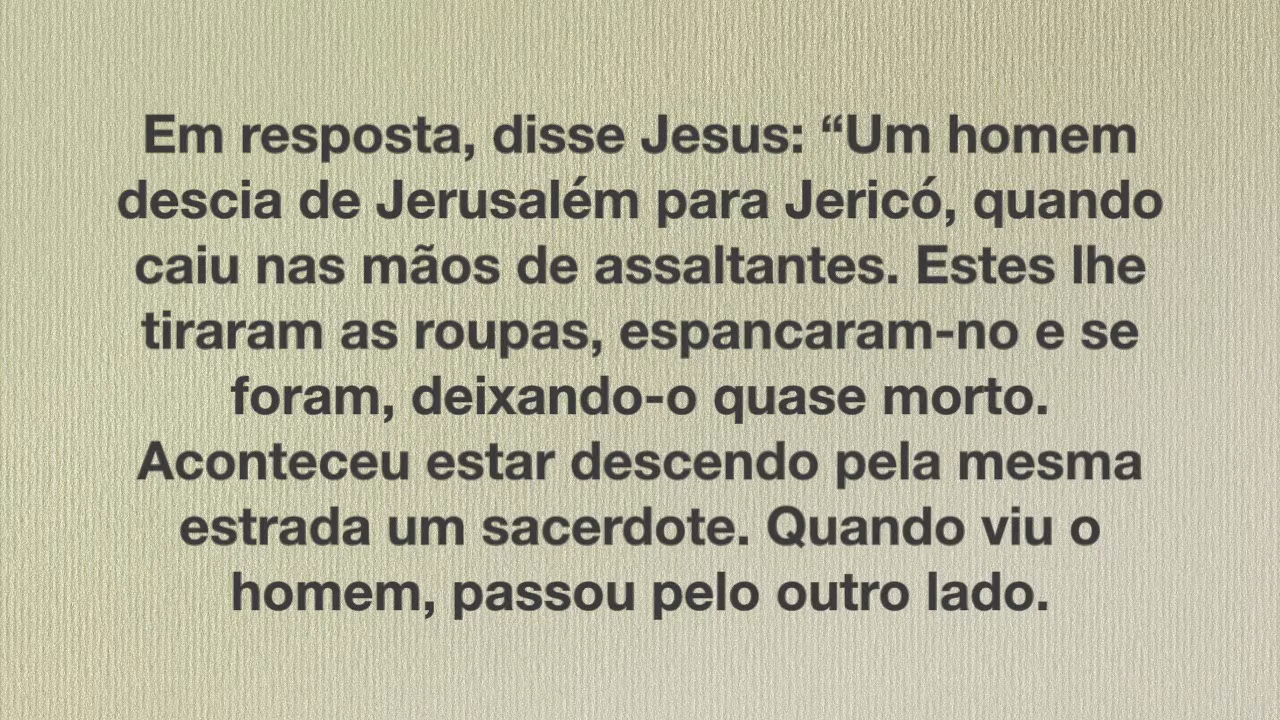 Em resposta, disse Jesus: “Um homem
descia de Jerusalém para Jericó, quando
caiu nas mãos de assaltantes. Estes lhe
tiraram as roupas, espancaram-no e se
foram, deixando-o quase morto.
Aconteceu estar descendo pela mesma
estrada um sacerdote. Quando viu o
homem, passou pelo outro lado.